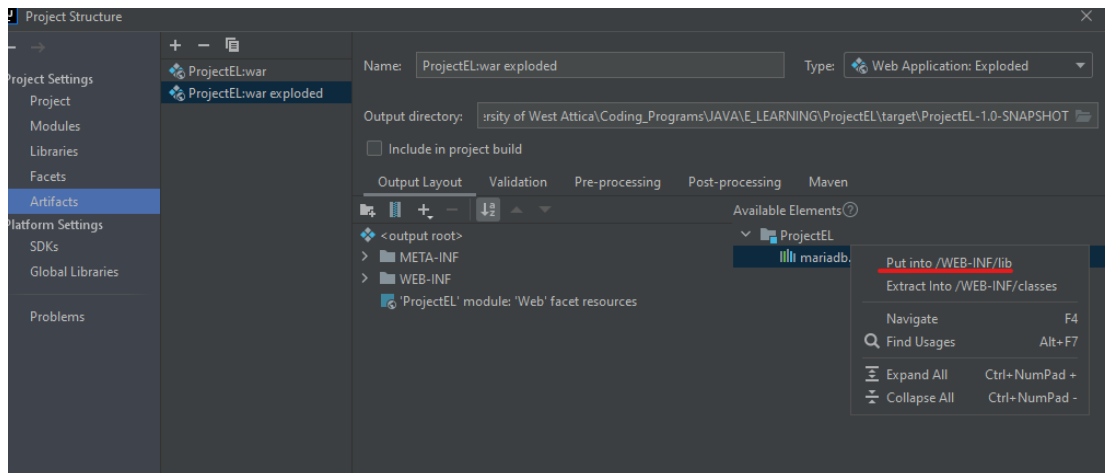 Project Structure
Project Settings
Project
Modules
Libraries
Facets
Artifacts
Platform Settings
SDKs
Global Libraries
Problems
ProjectEL:war
ProjectEL:war exploded
Name: ProjectEL:war exploded Type: Web Application: Exploded
Output directory: ersity of West Attica\Coding_Programs\JAVA\E_LEARNING\ProjectEL\target\ProjectEL-1.0-SNAPSHOT
Include in project build
Output Layout Validation Pre-processing Post-processing Maven
Available Elements
<output root>
META-INF
WEB-INF
'ProjectEL' module: 'Web' facet resources
ProjectEL
mariadb.
Put into /WEB-INF/lib
Extract Into /WEB-INF/classes
Navigate F4
Find Usages Alt+F7
Expand All Ctrl+NumPad +
Collapse All Ctrl+NumPad -